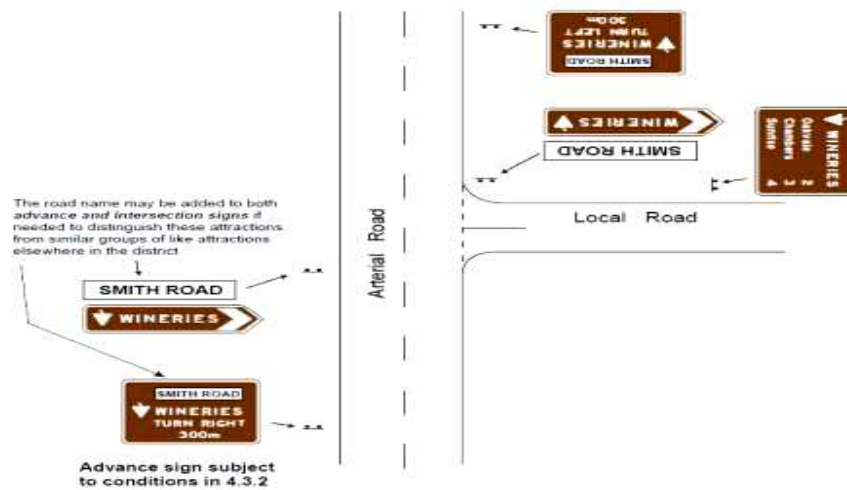 SMITH ROAD
WINERIES
TURN LEFT
300m
WINERIES
SMITH ROAD
WINERIES
Oakvale 2
Chambers 3
Sunrise 4
Local Road
Arterial Road
The road name may be added to both
advance and intersection signs if
needed to distinguish these attractions
from similar groups of like attractions
elsewhere in the district
SMITH ROAD
WINERIES
SMITH ROAD
WINERIES
TURN RIGHT
300m
Advance sign subject
to conditions in 4.3.2